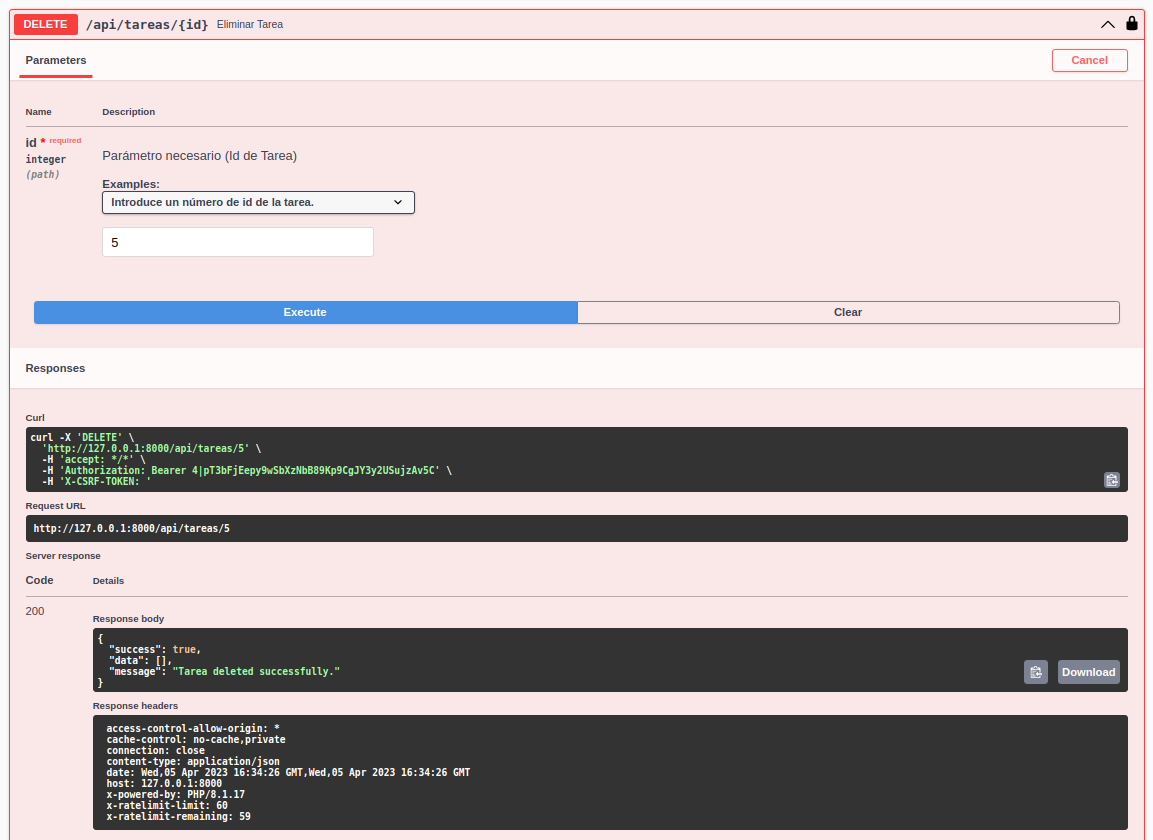 DELETE /api/tareas/{id} Eliminar Tarea
Parameters
Cancel
Name Description
id * required
integer
(path)
Parámetro necesario (Id de Tarea)
Examples:
Introduce un número de id de la tarea.
5
Execute Clear
Responses
Curl
curl -X 'DELETE' \
'http://127.0.0.1:8000/api/tareas/5' \
-H 'accept: */*' \
-H 'Authorization: Bearer 4|pT3bFjEepy9wSbXzNbB89Kp9CgJY3y2USujzAv5C' \
-H 'X-CSRF-TOKEN: '
Request URL
http://127.0.0.1:8000/api/tareas/5
Server response
Code Details
200
Response body
{
"success": true,
"data": [],
"message": "Tarea deleted successfully."
}
Download
Response headers
access-control-allow-origin: *
cache-control: no-cache,private
connection: close
content-type: application/json
date: Wed,05 Apr 2023 16:34:26 GMT,Wed,05 Apr 2023 16:34:26 GMT
host: 127.0.0.1:8000
x-powered-by: PHP/8.1.17
x-ratelimit-limit: 60
x-ratelimit-remaining: 59